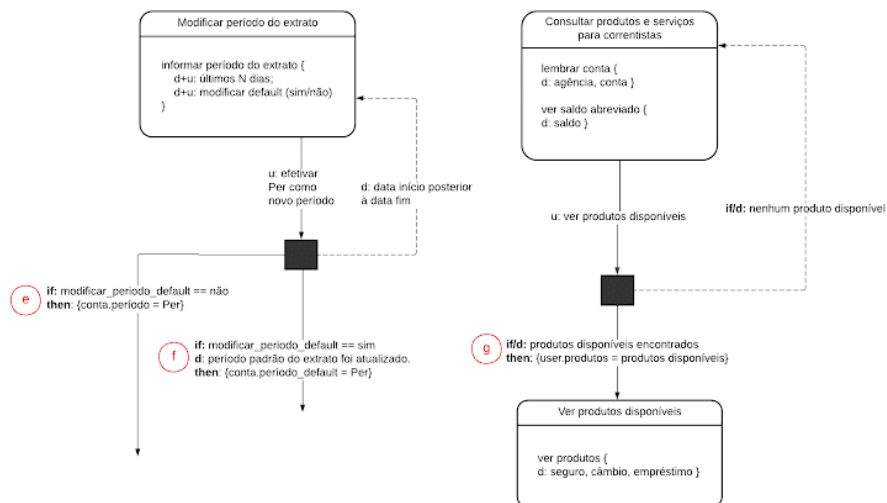 Modificar período do extrato
informar período do extrato {
d+u: últimos N dias;
d+u: modificar default (sim/não)
}
u: efetivar
Per como
novo período
d: data início posterior
à data fim
e
if: modificar_periodo_default == não
then: {conta.período = Per}
f
if: modificar_periodo_default == sim
d: período padrão do extrato foi atualizado.
then: {conta.período_default = Per}
Consultar produtos e serviços
para correntistas
lembrar conta {
d: agência, conta }
ver saldo abreviado {
d: saldo }
u: ver produtos disponíveis
if/d: nenhum produto disponível
g
if/d: produtos disponíveis encontrados
then: {user.produtos = produtos disponíveis}
Ver produtos disponíveis
ver produtos {
d: seguro, câmbio, empréstimo }